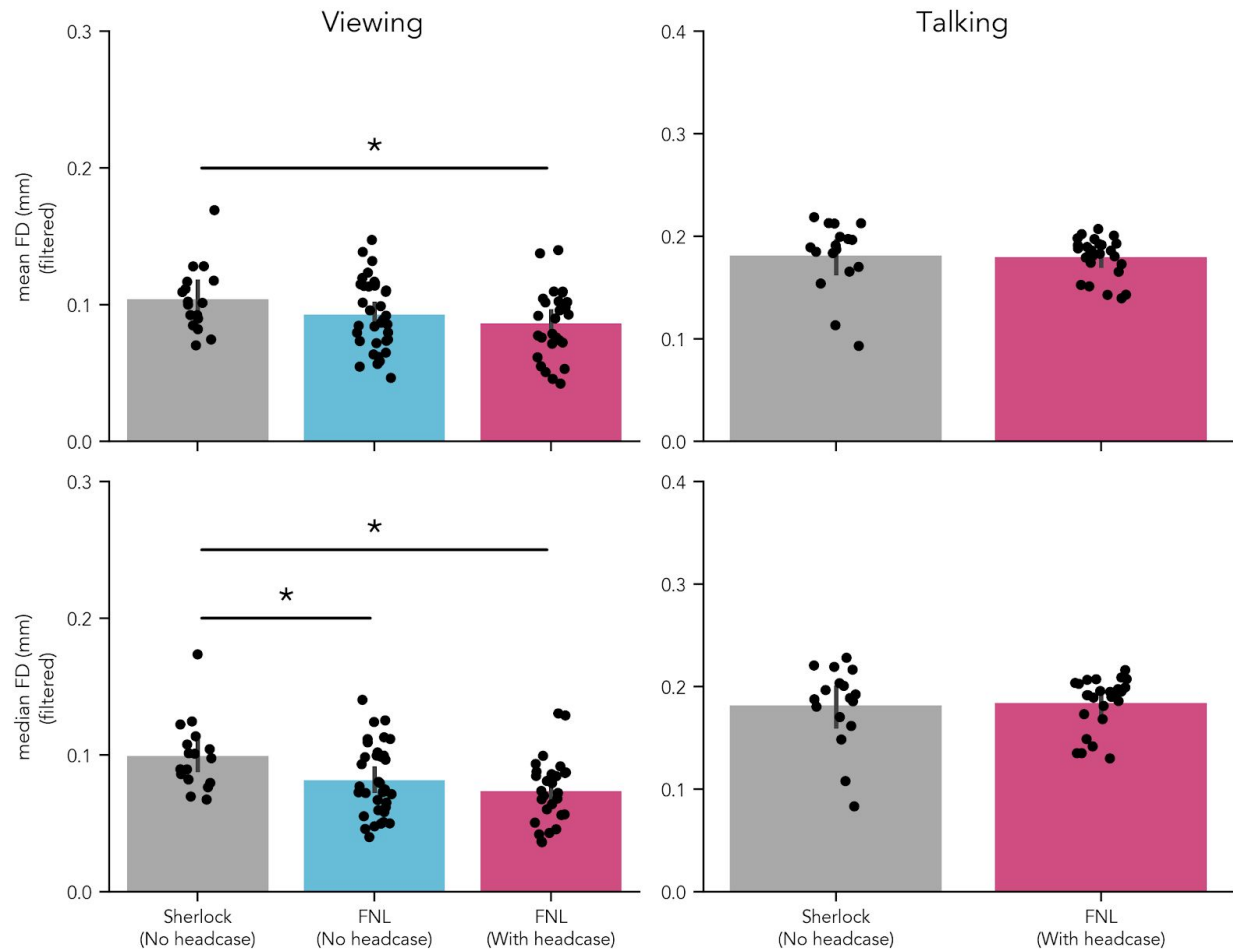 Viewing
Talking
0.3
0.2
0.1
0.0
mean FD (mm)
(filtered)
*
0.4
0.3
0.2
0.1
0.0
0.3
0.2
0.1
0.0
median FD (mm)
(filtered)
*
*
0.4
0.3
0.2
0.1
0.0
Sherlock
(No headcase)
FNL
(No headcase)
FNL
(With headcase)
Sherlock
(No headcase)
FNL
(With headcase)